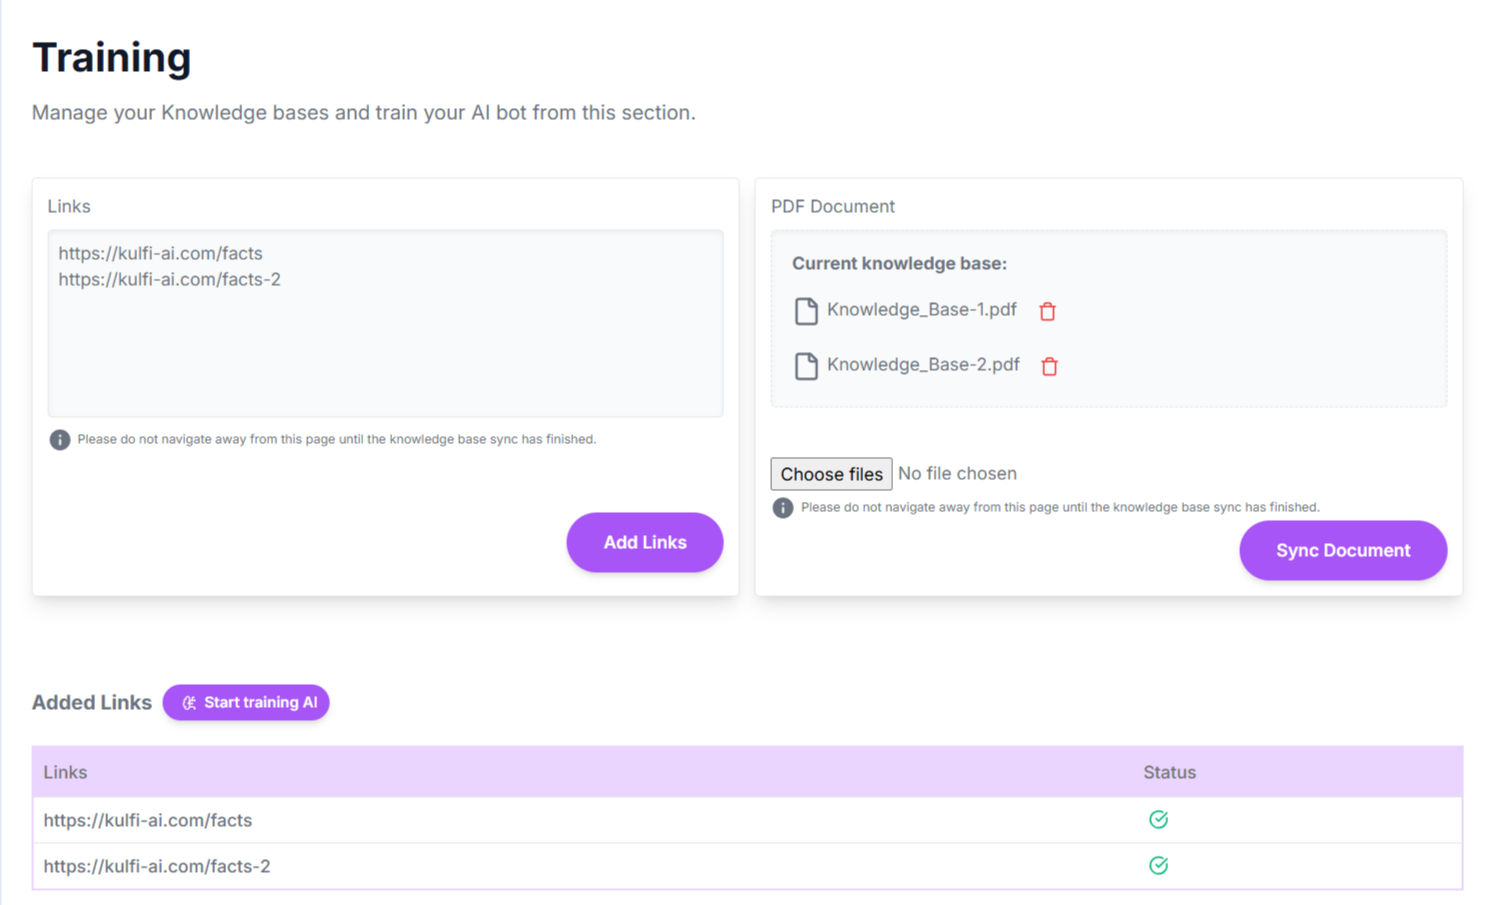 Training
Manage your Knowledge bases and train your AI bot from this section.
Links
https://kulfi-ai.com/facts
https://kulfi-ai.com/facts-2
Please do not navigate away from this page until the knowledge base sync has finished.
Add Links
PDF Document
Current knowledge base:
Knowledge_Base-1.pdf
Knowledge_Base-2.pdf
Choose files No file chosen
Please do not navigate away from this page until the knowledge base sync has finished.
Sync Document
Added Links Start training AI
Links Status
https://kulfi-ai.com/facts
https://kulfi-ai.com/facts-2